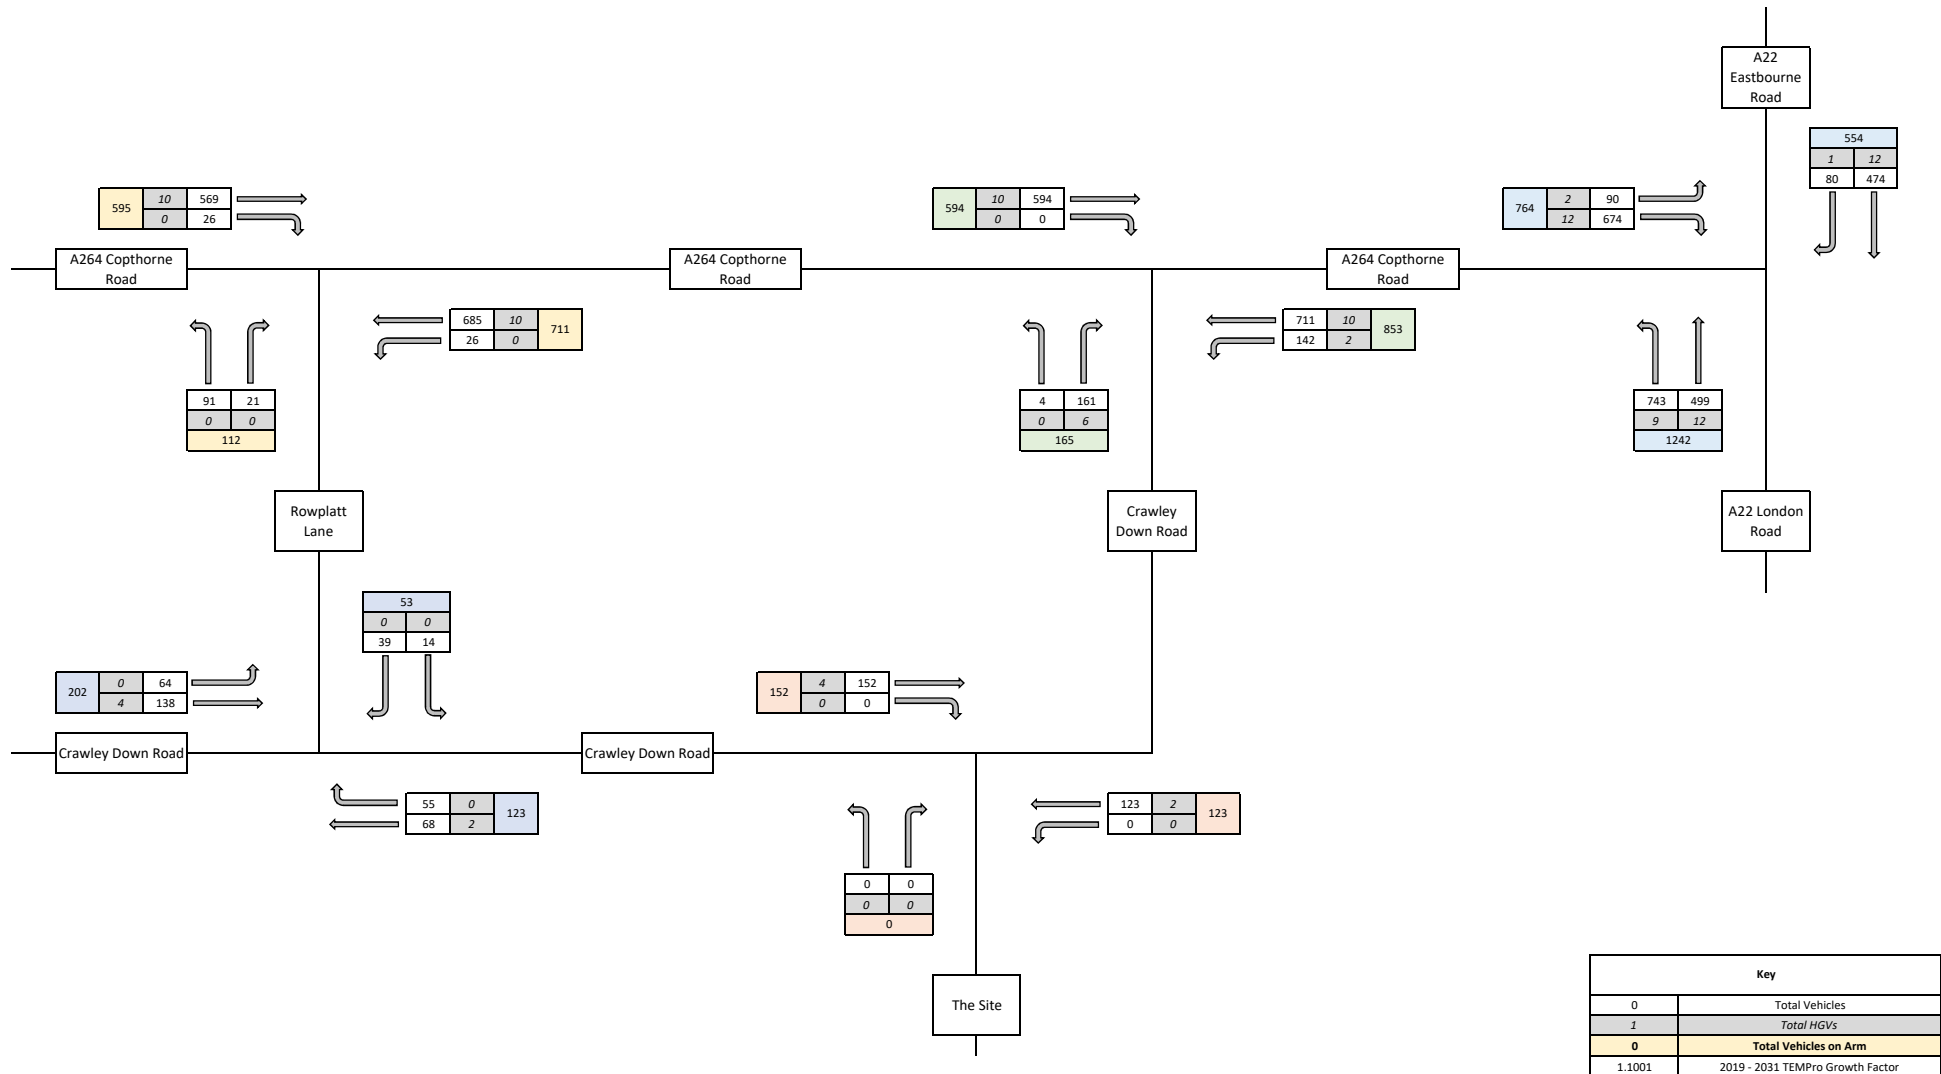 A22
Eastbourne
Road
554
1 12
80 474
595 10 569
0 26
594 10 594
0 0
764 2 90
12 674
A264 Copthorne
Road
A264 Copthorne
Road
A264 Copthorne
Road
685 10 711
26 0
711 10 853
142 2
91 21
0 0
112
4 161
0 6
165
743 499
9 12
1242
Rowplatt
Lane
Crawley
Down Road
A22 London
Road
53
0 0
39 14
202 0 64
4 138
152 4 152
0 0
Crawley Down Road
Crawley Down Road
55 0 123
68 2
123 2 123
0 0
0 0
0 0
0
The Site
Key
0 Total Vehicles
1 Total HGVs
0 Total Vehicles on Arm
1.1001 2019 - 2031 TEMPro Growth Factor